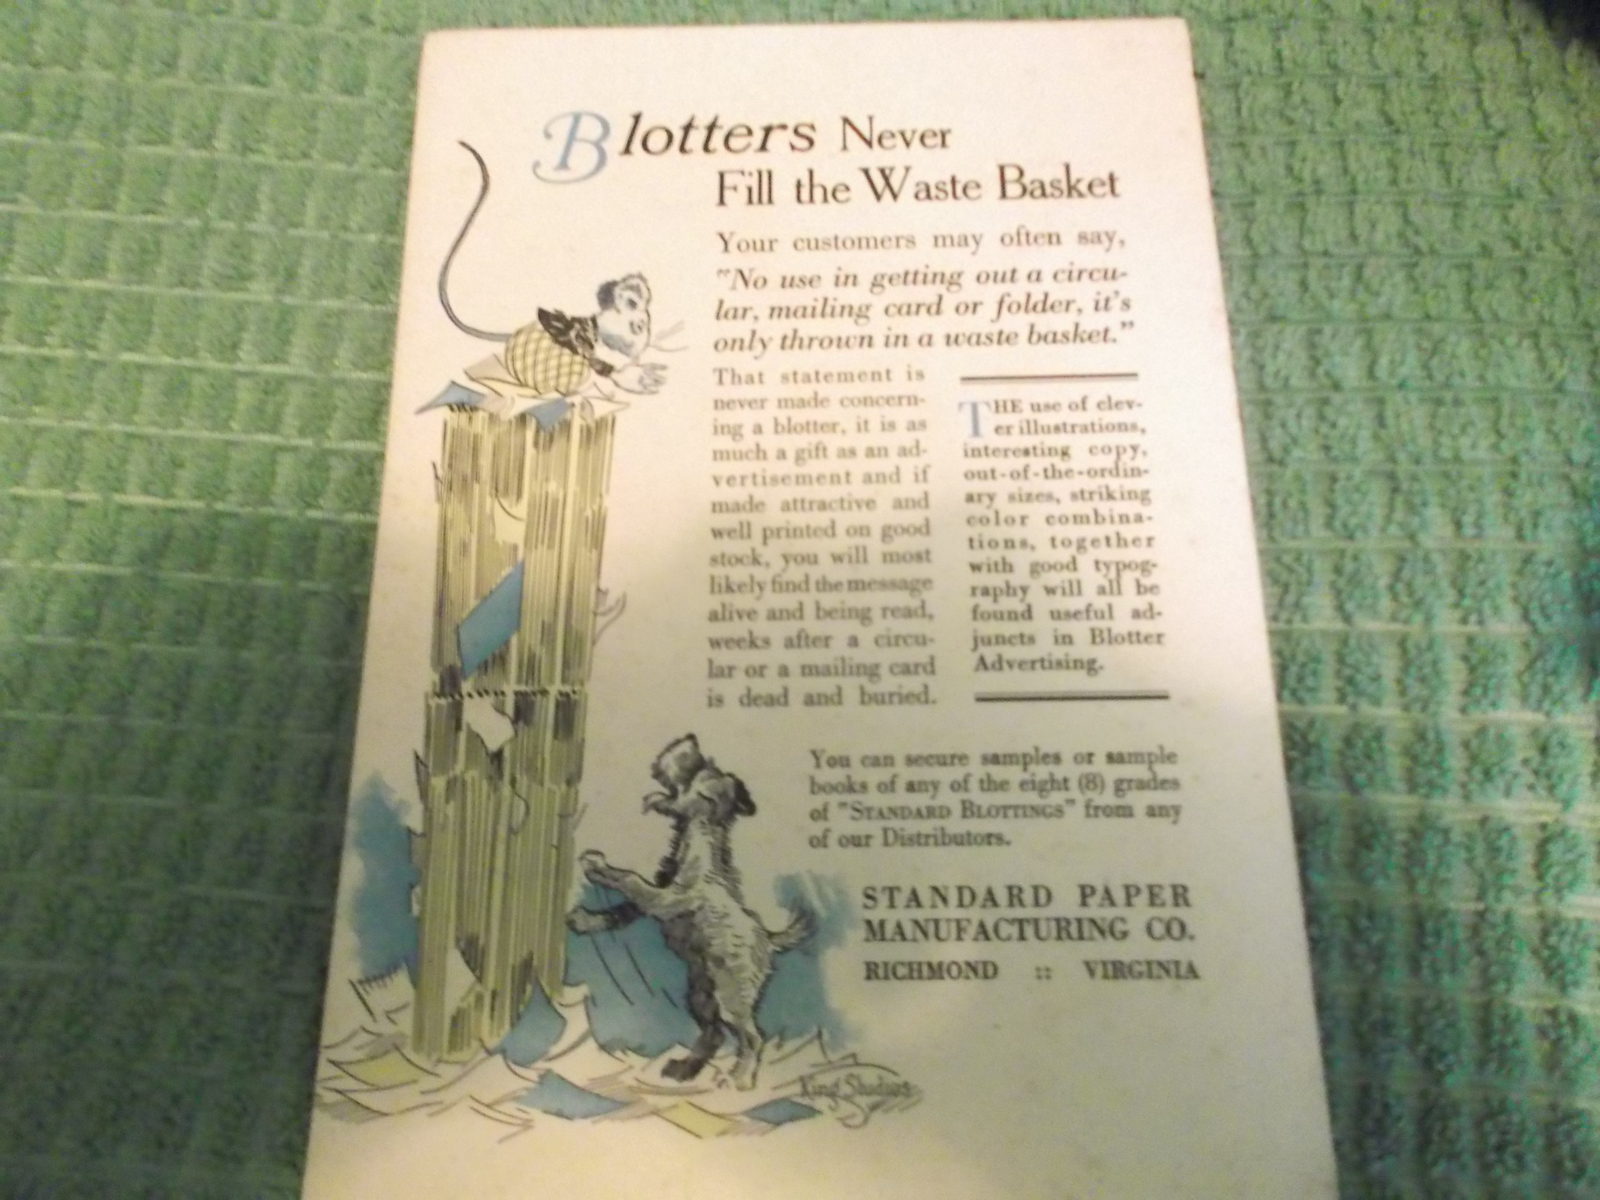 Blotters Never
Fill the Waste Basket
Your customers may often say,
"No use in getting out a circu-
lar, mailing card or folder, it's
only thrown in a waste basket."
That statement is
never made concern-
ing a blotter, it is as
much a gift as an ad-
vertisement and if
made attractive and
well printed on good
stock, you will most
likely find the message
alive and being read,
weeks after a circu-
lar or a mailing card
is dead and buried.
THE use of clev-
er illustrations,
interesting copy,
out-of-the-ordin-
ary sizes, striking
color combina-
tions, together
with good typog-
raphy will all be
found useful ad-
juncts in Blotter
Advertising.
You can secure samples or sample
books of any of the eight (8) grades
of "STANDARD BLOTTINGS" from any
of our Distributors.
STANDARD PAPER
MANUFACTURING CO.
RICHMOND :: VIRGINIA
King Studios